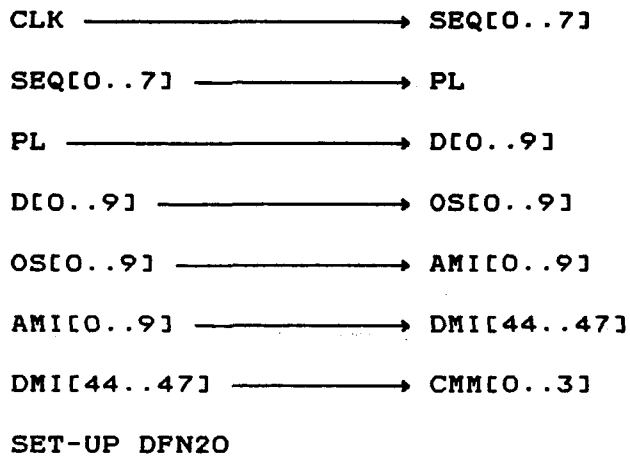 CLK ⟶ SEQ[0..7]
SEQ[0..7] ⟶ PL
PL ⟶ D[0..9]
D[0..9] ⟶ OS[0..9]
OS[0..9] ⟶ AMI[0..9]
AMI[0..9] ⟶ DMI[44..47]
DMI[44..47] ⟶ CMM[0..3]
SET-UP DFN20